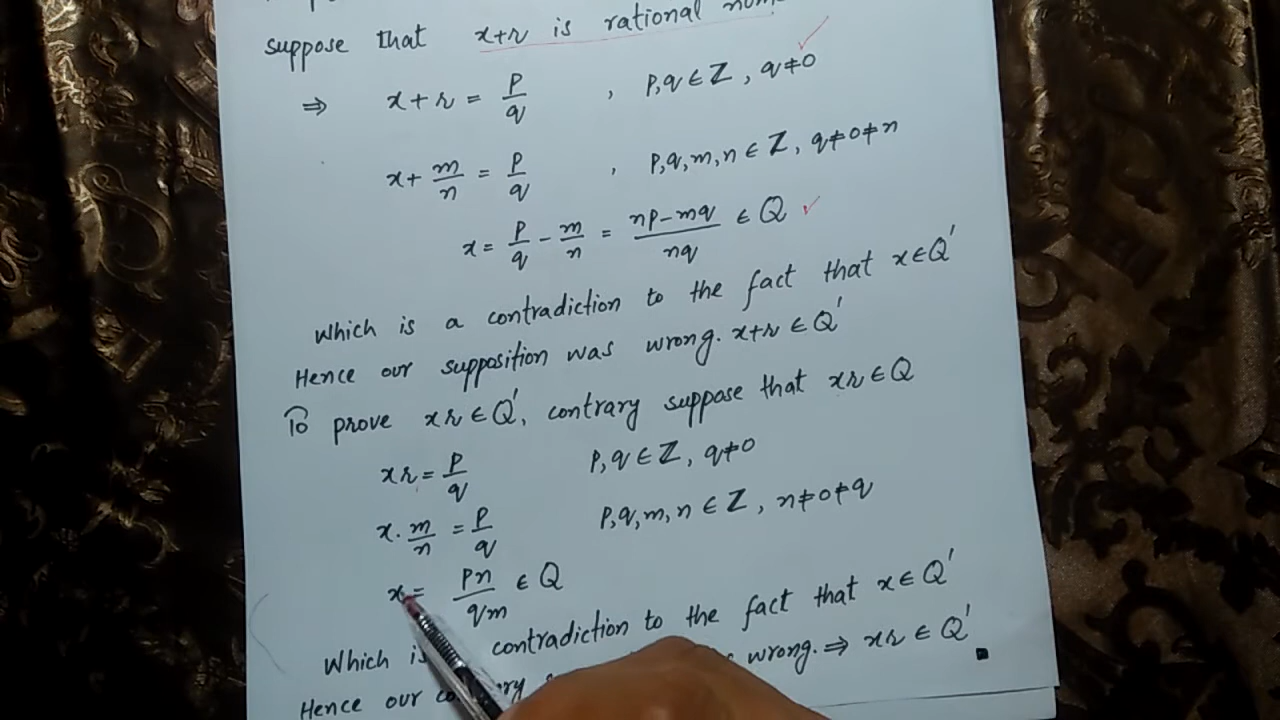 suppose that x+r is rational
⇒ x+r = p/q , p,q ∈ Z, q≠0
x + m/n = p/q , p,q,m,n ∈ Z, q≠0≠n
x = p/q - m/n = (np-mq)/nq ∈ Q
which is a contradiction to the fact that x∈Q'
Hence our supposition was wrong. x+r ∈ Q'
To prove xr∈Q', contrary suppose that xr∈Q
xr = p/q p,q ∈ Z, q≠0
x. m/n = p/q p,q,m,n ∈ Z, n≠0≠q
x = pn/qm ∈ Q
Which contradiction to the fact that x∈Q'
Hence our wrong. ⇒ xr ∈ Q'